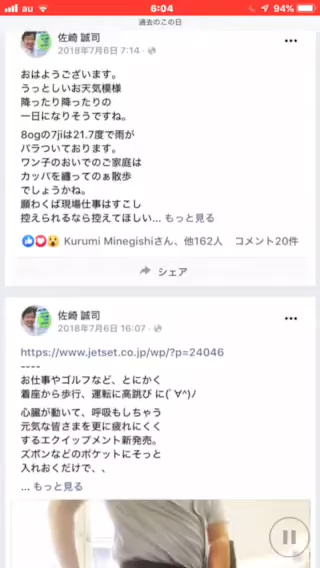 au 6:04 94%
過去のこの日
佐崎 誠司
2018年7月6日 7:14
おはようございます。
うっとしいお天気模様
降ったり降ったりの
一日になりそうですね。
8ogの7jiは21.7度で雨が
パラついております。
ワン子のおいでのご家庭は
カッパを纏ってのぁ散歩
でしょうかね。
願わくば現場仕事はすこし
控えられるなら控えてほしい... もっと見る
Kurumi Minegishiさん、他162人 コメント20件
シェア
佐崎 誠司
2018年7月6日 16:07
https://www.jetset.co.jp/wp/?p=24046
----
お仕事やゴルフなど、とにかく
着座から歩行、運転に高跳び に(´∀^)ﾉ
心臓が動いて、呼吸もしちゃう
元気な皆さまを更に疲れにくく
するエクイップメント新発売。
ズボンなどのポケットにそっと
入れおくだけで、、
... もっと見る